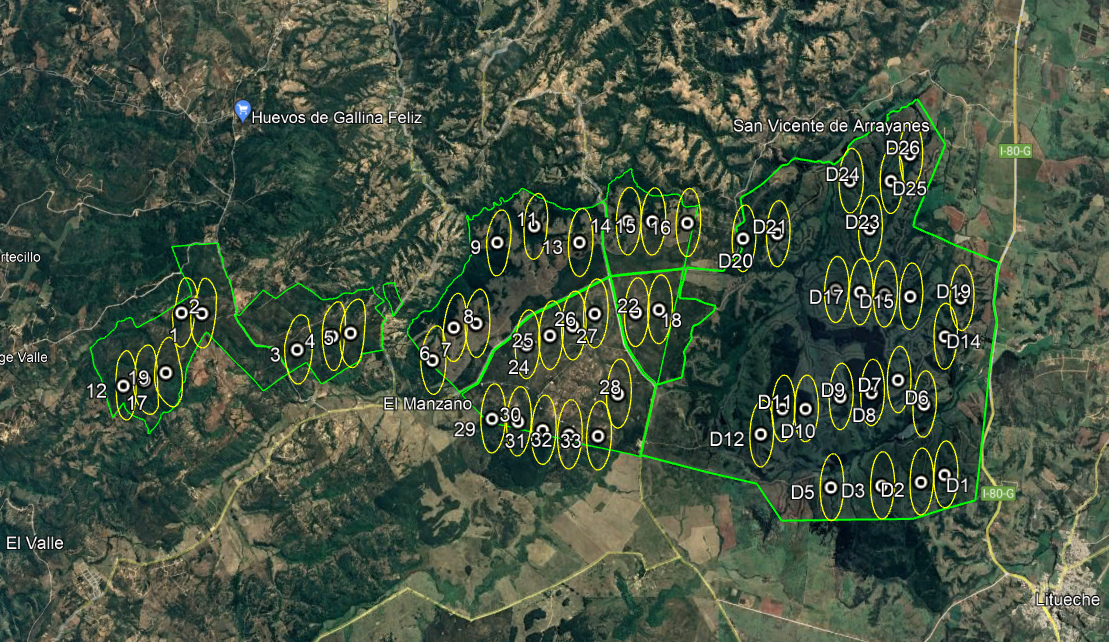 Huevos de Gallina Feliz
San Vicente de Arrayanes
I-80-G
D26
D24
D25
D23
D21
D20
11
14
15
16
9
13
rtecillo
D17
D15
D19
D14
2
1
8
7
6
26
27
25
24
22
18
4
5
3
ge Valle
19
12
17
28
El Manzano
29
30
31
32
33
D9
D7
D6
D8
D11
D10
D12
D5
D3
D2
D1
I-80-G
El Valle
Litueche